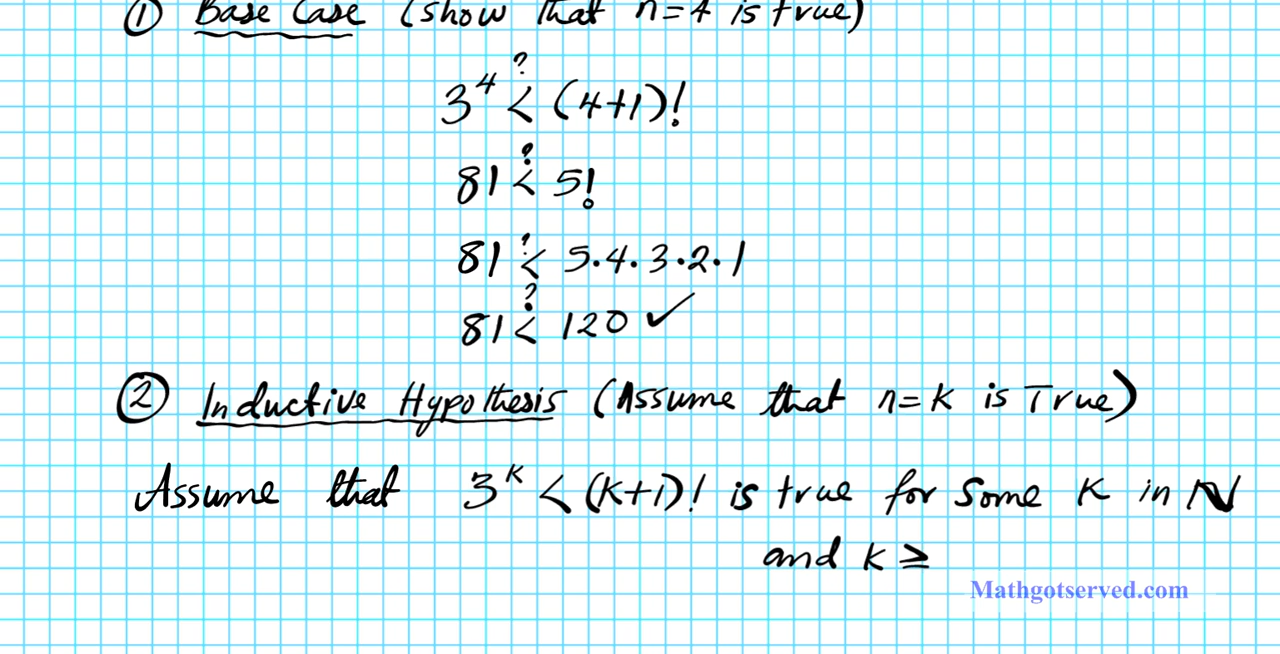 ① Base Case (show that n=4 is true)
3⁴ <? (4+1)!
81 <? 5!
81 <? 5·4·3·2·1
81 <? 120 ✓
② Inductive Hypothesis (Assume that n=k is True)
Assume that 3ᵏ < (k+1)! is true for some k in ℕ
and k ≥
Mathgotserved.com